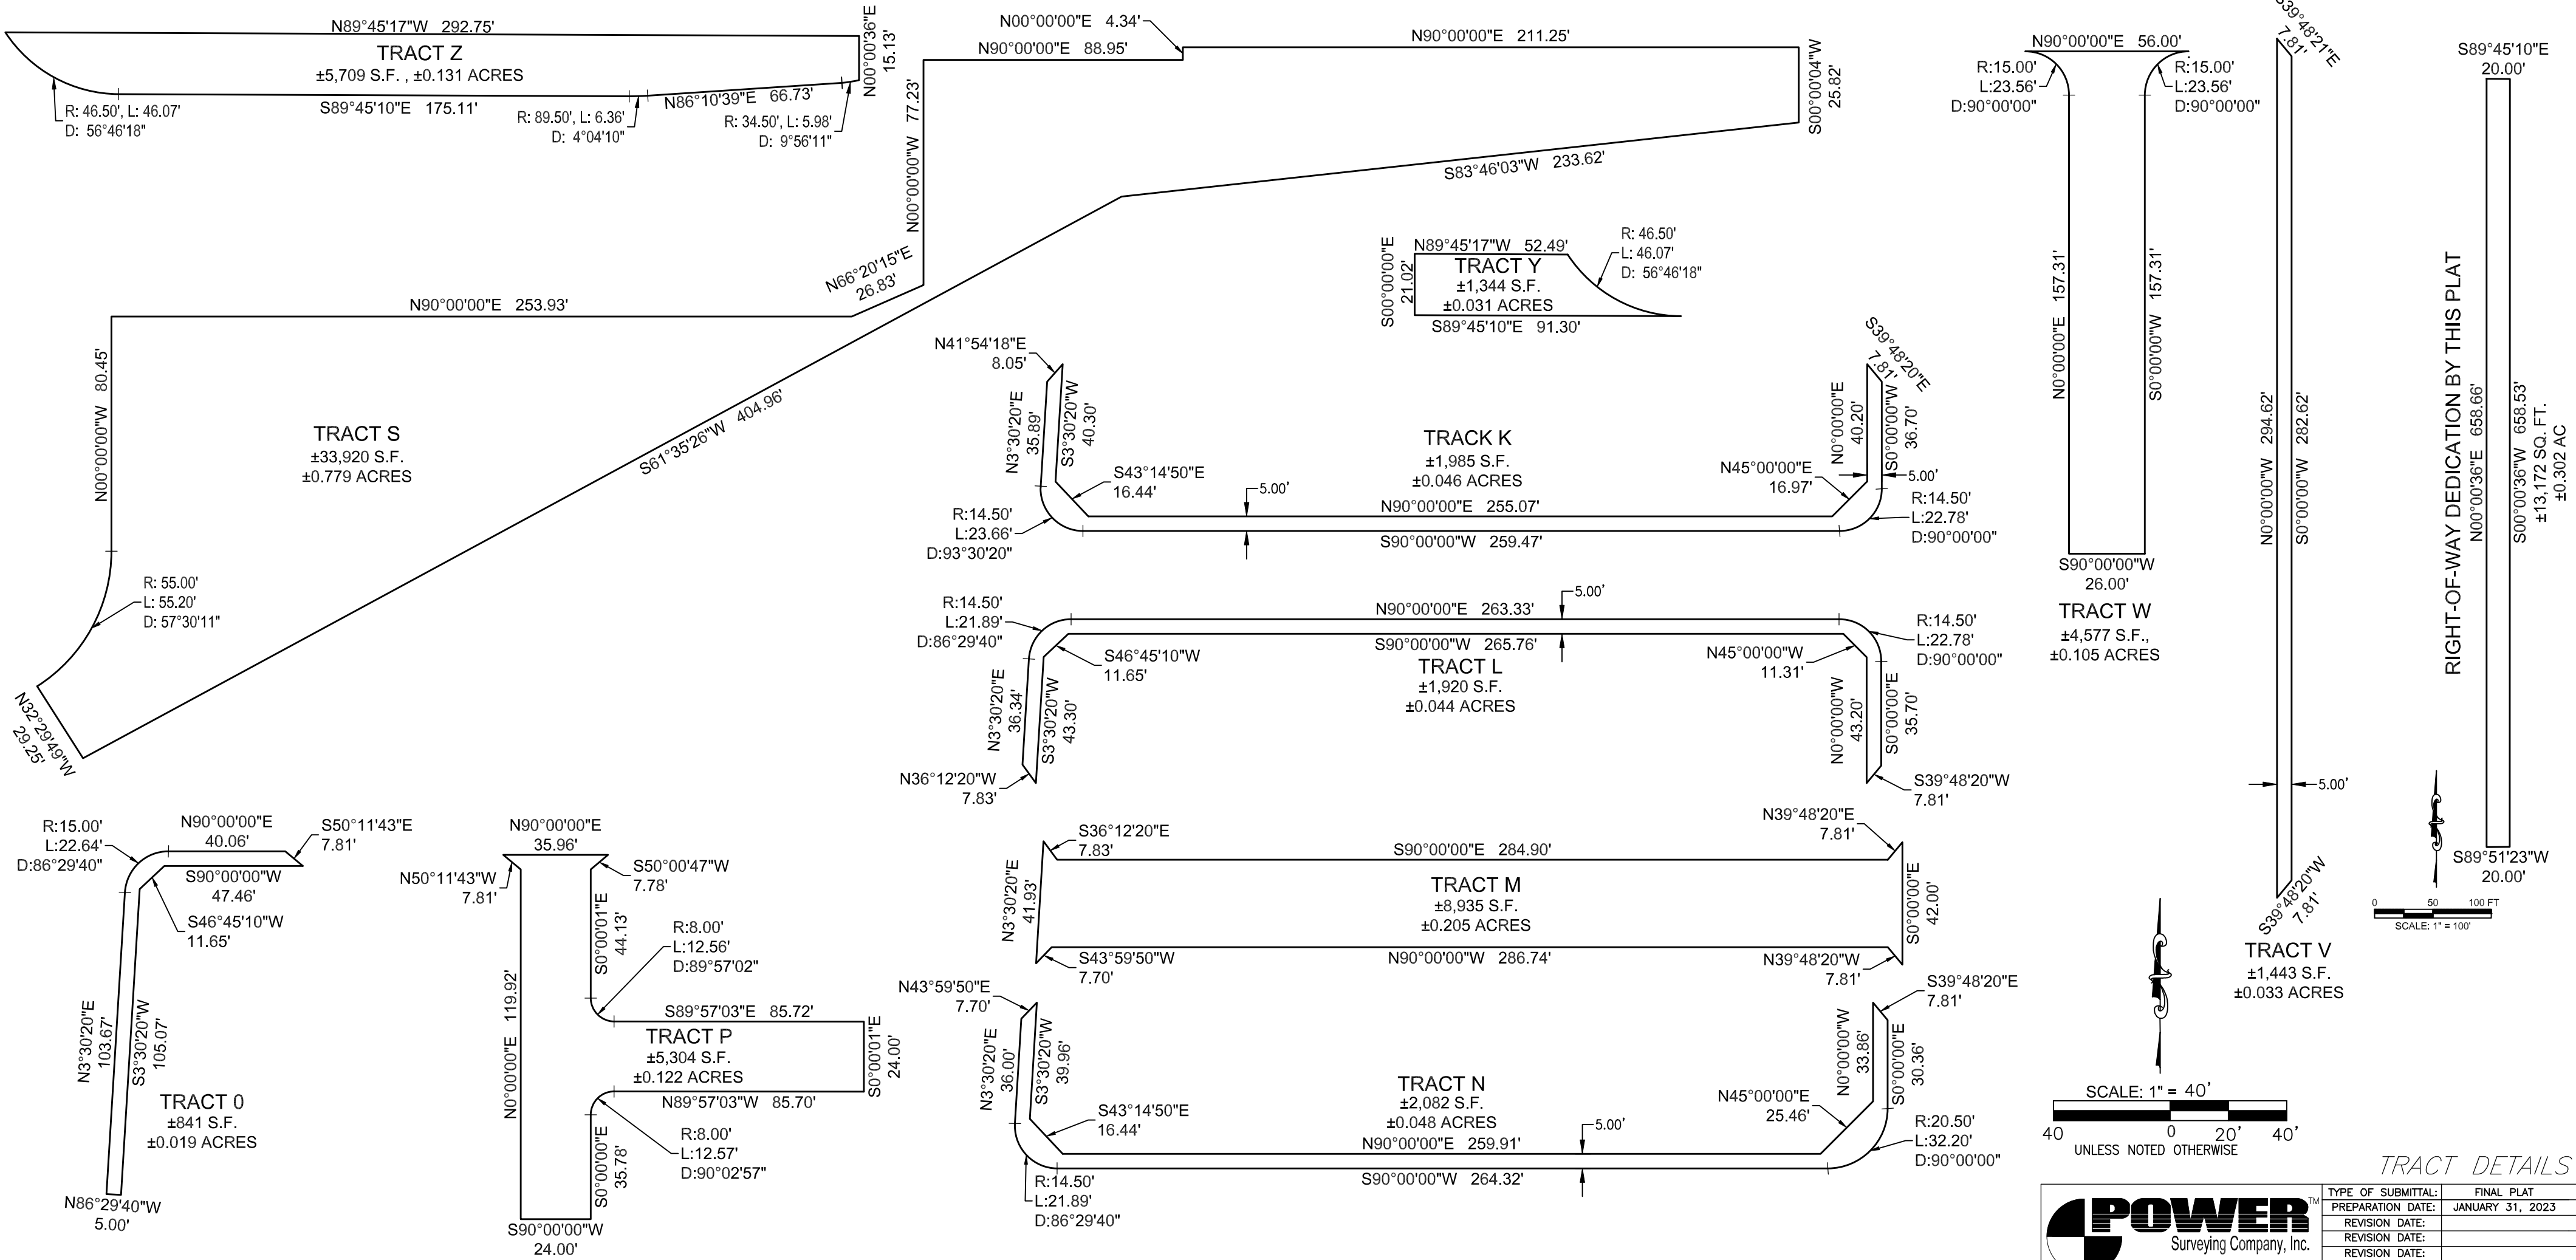 N89°45'17"W 292.75'
TRACT Z
±5,709 S.F. , ±0.131 ACRES
N00°00'36"E
15.13'
R: 46.50', L: 46.07'
D: 56°46'18"
S89°45'10"E 175.11'
R: 89.50', L: 6.36'
D: 4°04'10"
N86°10'39"E 66.73'
R: 34.50', L: 5.98'
D: 9°56'11"
N00°00'00"E 4.34'
N90°00'00"E 88.95'
N90°00'00"E 211.25'
S00°00'04"W
25.82'
N00°00'00"W 77.23'
S83°46'03"W 233.62'
N66°20'15"E
26.83'
N90°00'00"E 253.93'
N00°00'00"W 80.45'
TRACT S
±33,920 S.F.
±0.779 ACRES
S61°35'26"W 404.96'
R: 55.00'
L: 55.20'
D: 57°30'11"
N32°29'49"W
29.25'
N89°45'17"W 52.49'
S00°00'00"E
21.02'
TRACT Y
±1,344 S.F.
±0.031 ACRES
S89°45'10"E 91.30'
R: 46.50'
L: 46.07'
D: 56°46'18"
N41°54'18"E
8.05'
N3°30'20"E
35.89'
S3°30'20"W
40.30'
S43°14'50"E
16.44'
R:14.50'
L:23.66'
D:93°30'20"
5.00'
TRACK K
±1,985 S.F.
±0.046 ACRES
N90°00'00"E 255.07'
S90°00'00"W 259.47'
N45°00'00"E
16.97'
N0°00'00"E
40.20'
S0°00'00"W
36.70'
S39°48'20"E
7.81'
5.00'
R:14.50'
L:22.78'
D:90°00'00"
R:14.50'
L:21.89'
D:86°29'40"
N90°00'00"E 263.33'
5.00'
S90°00'00"W 265.76'
TRACT L
±1,920 S.F.
±0.044 ACRES
S46°45'10"W
11.65'
N3°30'20"E
36.34'
S3°30'20"W
43.30'
N36°12'20"W
7.83'
N45°00'00"W
11.31'
R:14.50'
L:22.78'
D:90°00'00"
N0°00'00"W
43.20'
S0°00'00"E
35.70'
S39°48'20"W
7.81'
S36°12'20"E
7.83'
S90°00'00"E 284.90'
N39°48'20"E
7.81'
N3°30'20"E
41.93'
TRACT M
±8,935 S.F.
±0.205 ACRES
S0°00'00"E
42.00'
S43°59'50"W
7.70'
N90°00'00"W 286.74'
N39°48'20"W
7.81'
N43°59'50"E
7.70'
N3°30'20"E
36.00'
S3°30'20"W
39.96'
S43°14'50"E
16.44'
TRACT N
±2,082 S.F.
±0.048 ACRES
N90°00'00"E 259.91'
5.00'
S90°00'00"W 264.32'
R:14.50'
L:21.89'
D:86°29'40"
N45°00'00"E
25.46'
N0°00'00"W
33.86'
S0°00'00"E
30.36'
S39°48'20"E
7.81'
R:20.50'
L:32.20'
D:90°00'00"
R:15.00'
L:22.64'
D:86°29'40"
N90°00'00"E
40.06'
S50°11'43"E
7.81'
S90°00'00"W
47.46'
S46°45'10"W
11.65'
N3°30'20"E
103.67'
S3°30'20"W
105.07'
TRACT 0
±841 S.F.
±0.019 ACRES
N86°29'40"W
5.00'
N90°00'00"E
35.96'
N50°11'43"W
7.81'
S50°00'47"W
7.78'
S0°00'01"E
44.13'
R:8.00'
L:12.56'
D:89°57'02"
N0°00'00"E 119.92'
S89°57'03"E 85.72'
TRACT P
±5,304 S.F.
±0.122 ACRES
S0°00'01"E
24.00'
N89°57'03"W 85.70'
R:8.00'
L:12.57'
D:90°02'57"
S0°00'00"E
35.78'
S90°00'00"W
24.00'
N90°00'00"E 56.00'
R:15.00'
L:23.56'
D:90°00'00"
R:15.00'
L:23.56'
D:90°00'00"
N0°00'00"E 157.31'
S0°00'00"W 157.31'
S90°00'00"W
26.00'
TRACT W
±4,577 S.F.,
±0.105 ACRES
S39°48'21"E
7.81'
N0°00'00"W 294.62'
S0°00'00"W 282.62'
5.00'
S39°48'20"W
7.81'
TRACT V
±1,443 S.F.
±0.033 ACRES
S89°45'10"E
20.00'
RIGHT-OF-WAY DEDICATION BY THIS PLAT
N00°00'36"E 658.66'
S00°00'36"W 658.53'
±13,172 SQ. FT.
±0.302 AC
S89°51'23"W
20.00'
0 50 100 FT
SCALE: 1" = 100'
SCALE: 1" = 40'
40 0 20' 40'
UNLESS NOTED OTHERWISE
TRACT DETAILS
POWER TM
Surveying Company, Inc.
TYPE OF SUBMITTAL: FINAL PLAT
PREPARATION DATE: JANUARY 31, 2023
REVISION DATE:
REVISION DATE:
REVISION DATE: